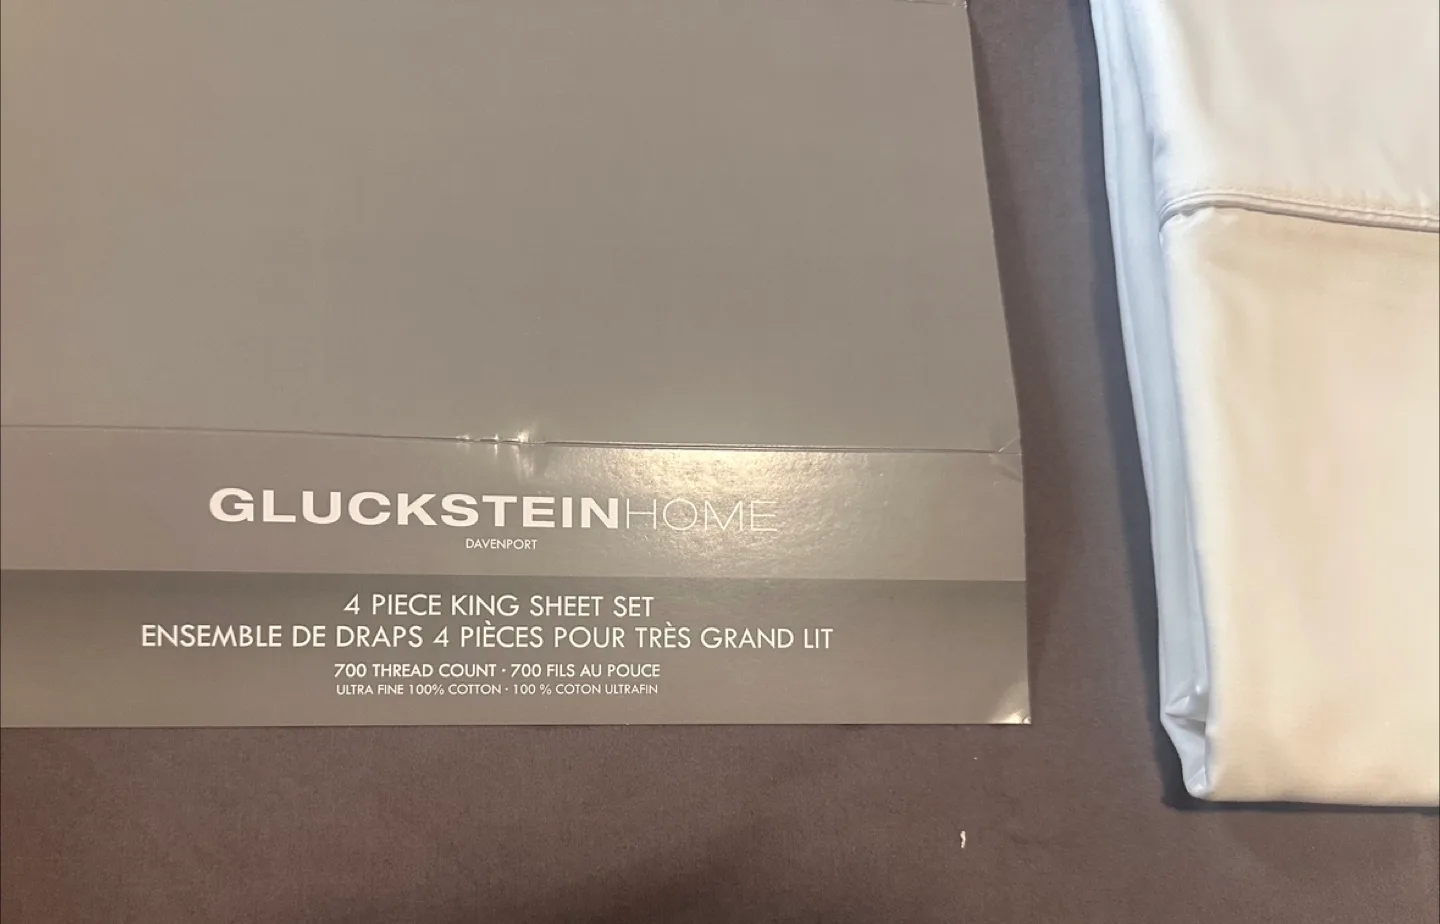 GLUCKSTEINHOME
DAVENPORT
4 PIECE KING SHEET SET
ENSEMBLE DE DRAPS 4 PIÈCES POUR TRÈS GRAND LIT
700 THREAD COUNT · 700 FILS AU POUCE
ULTRA FINE 100% COTTON · 100 % COTON ULTRAFIN